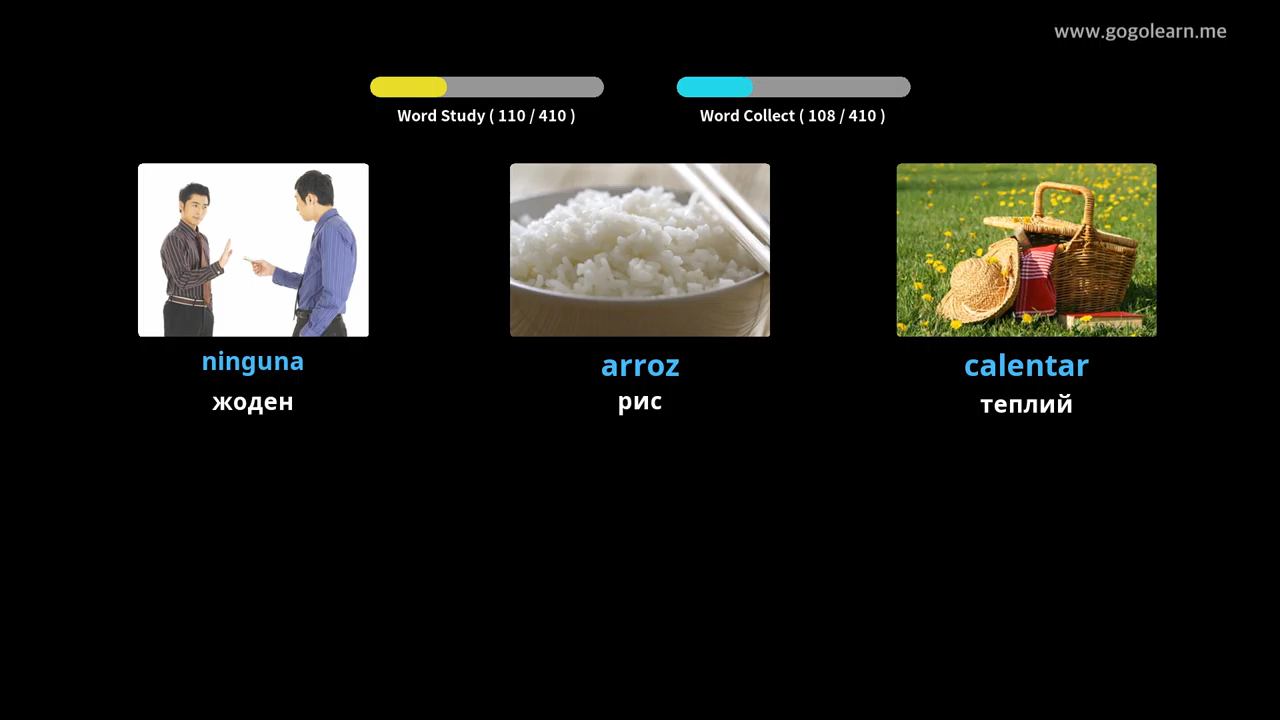 www.gogolearn.me
Word Study ( 110 / 410 )
Word Collect ( 108 / 410 )
ninguna
жоден
arroz
рис
calentar
теплий